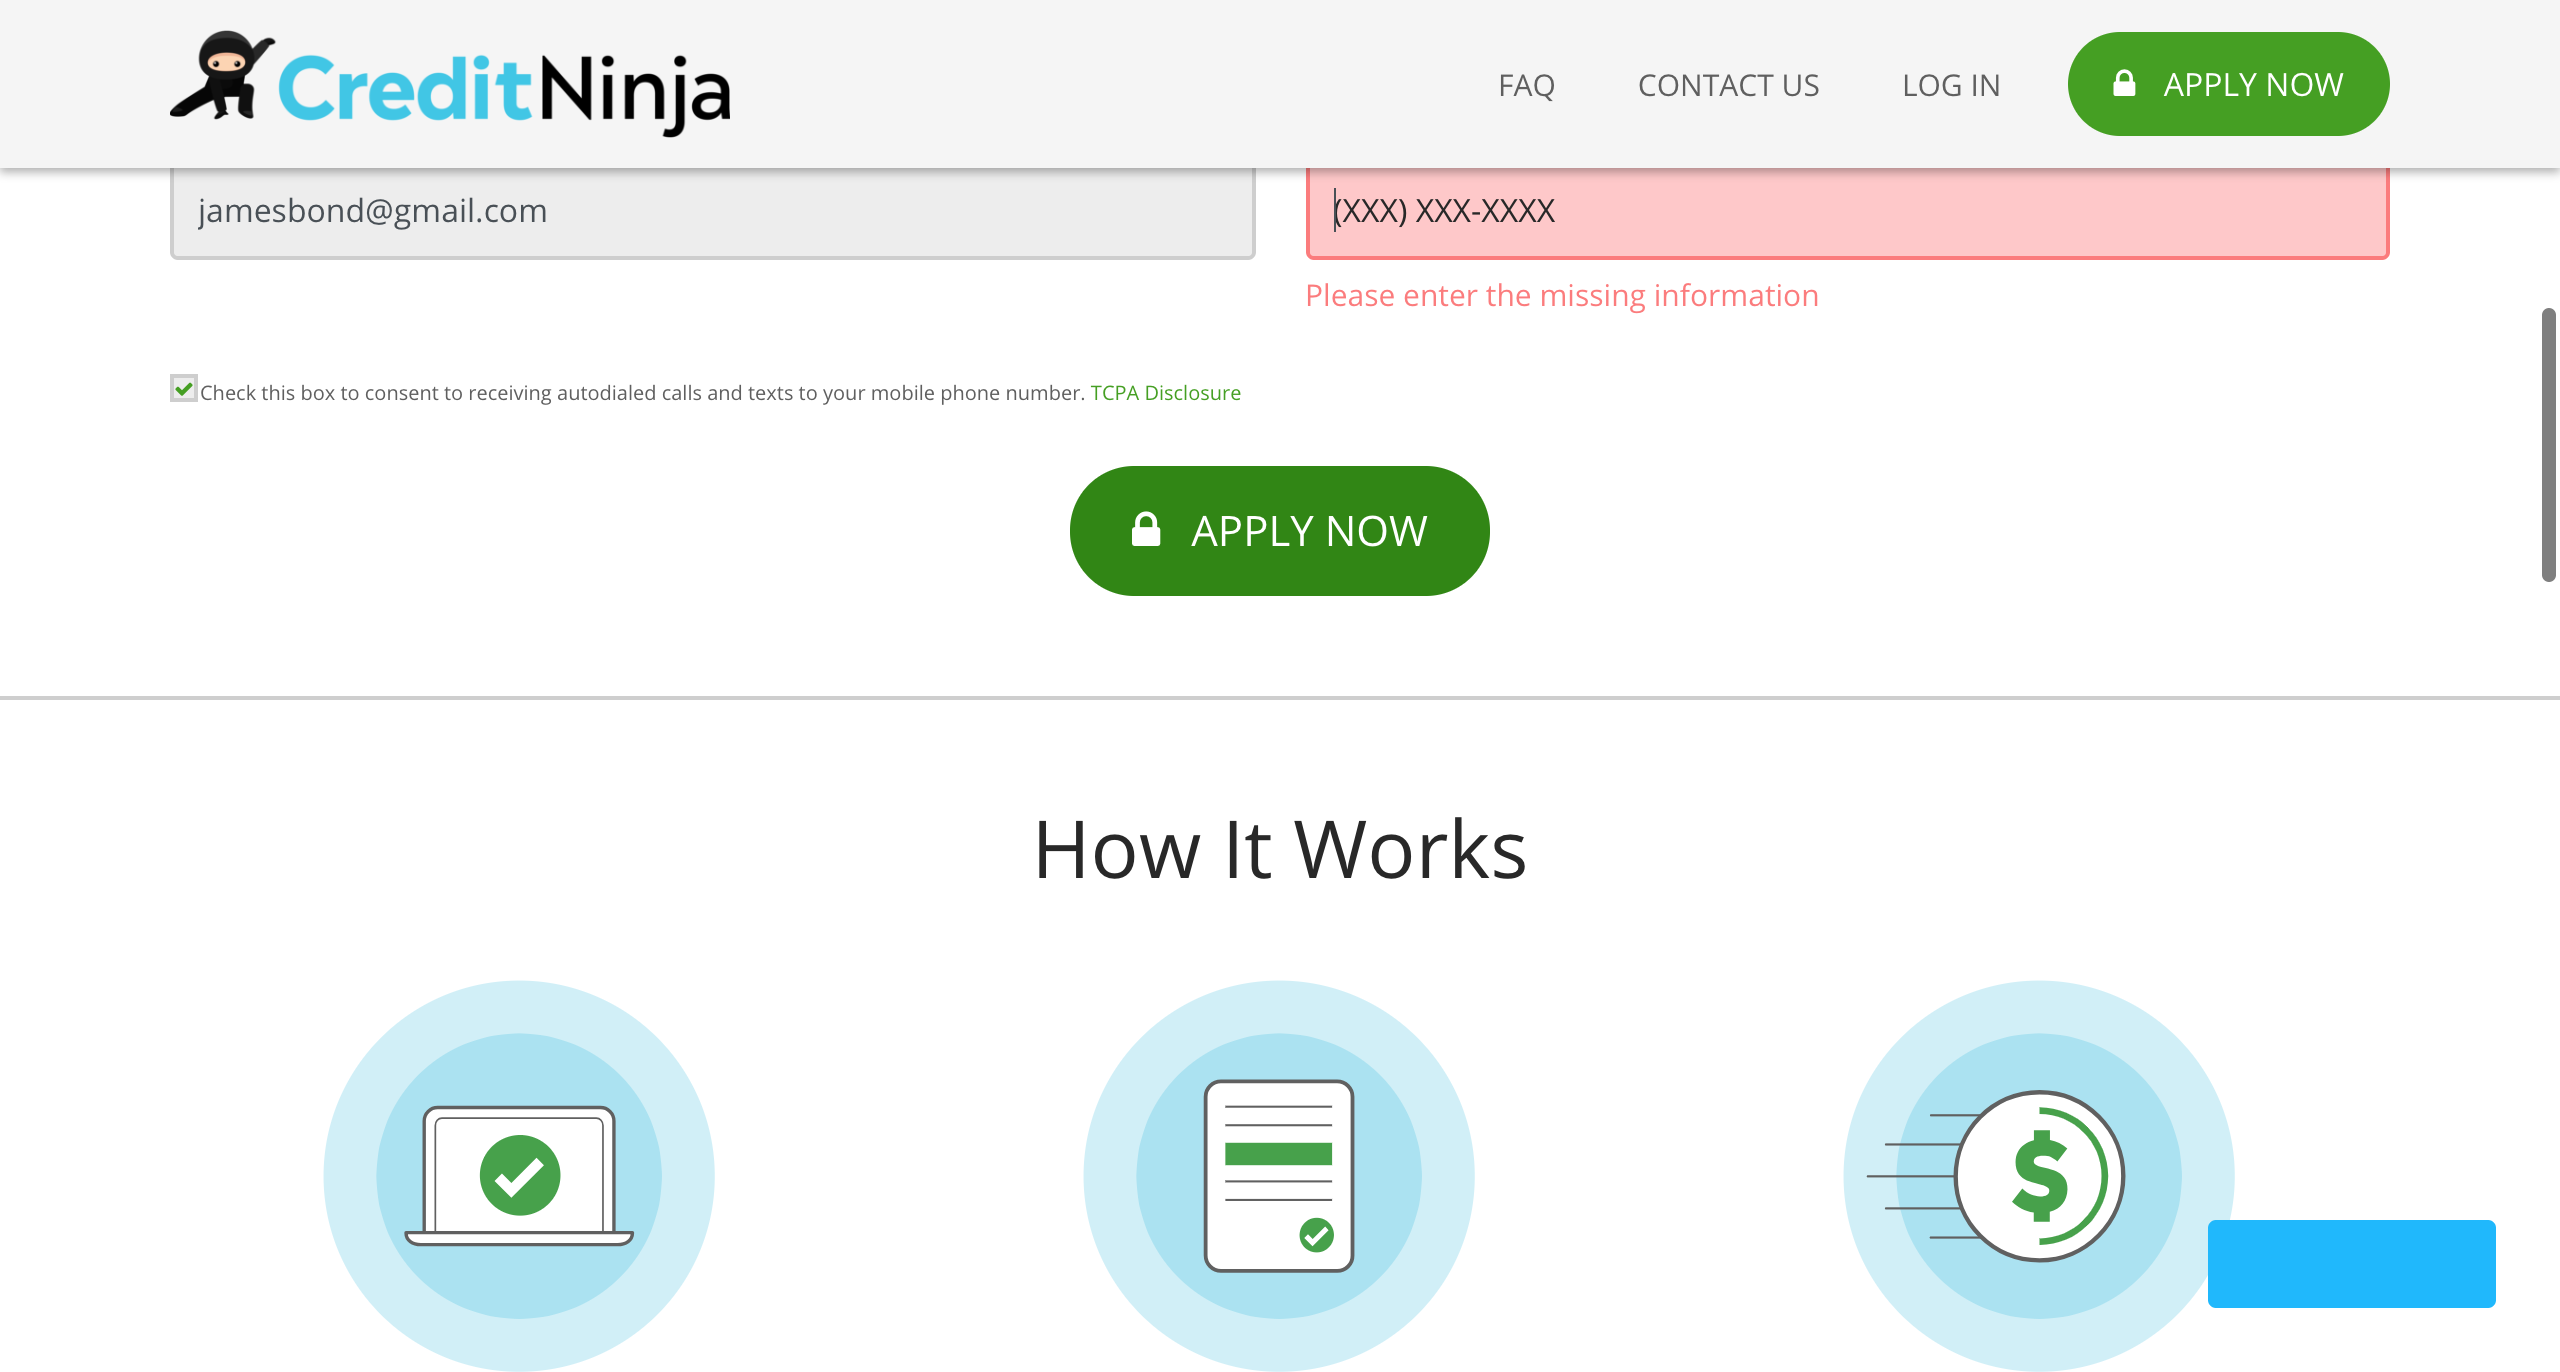 CreditNinja
FAQ
CONTACT US
LOG IN
APPLY NOW
jamesbond@gmail.com
(XXX) XXX-XXXX
Please enter the missing information
Check this box to consent to receiving autodialed calls and texts to your mobile phone number. TCPA Disclosure
APPLY NOW
How It Works
$